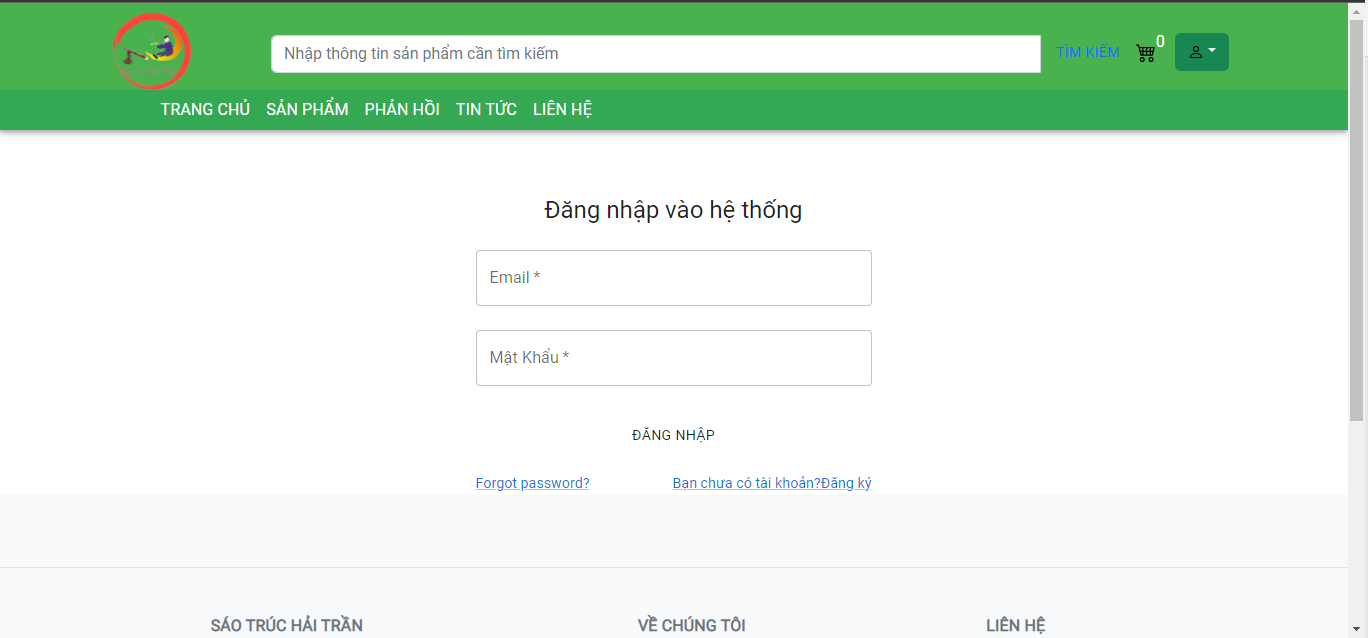 Nhập thông tin sản phẩm cần tìm kiếm
TÌM KIẾM
0
TRANG CHỦ SẢN PHẨM PHẢN HỒI TIN TỨC LIÊN HỆ
Đăng nhập vào hệ thống
Email *
Mật Khẩu *
ĐĂNG NHẬP
Forgot password? Bạn chưa có tài khoản?Đăng ký
SÁO TRÚC HẢI TRẦN VỀ CHÚNG TÔI LIÊN HỆ